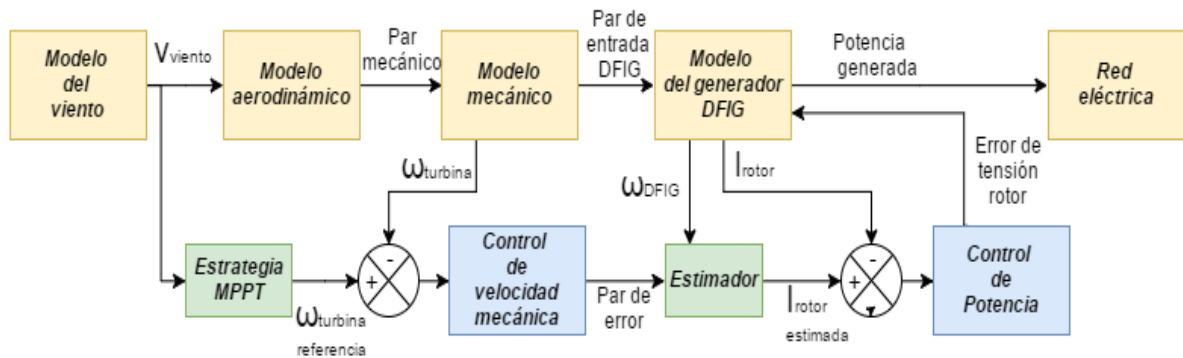 Modelo
del
viento
Vviento
Modelo
aerodinámico
Par
mecánico
Modelo
mecánico
Par de
entrada
DFIG
Modelo
del generador
DFIG
Potencia
generada
Red
eléctrica
ωturbina
ωDFIG
Irotor
Error de
tensión
rotor
Estrategia
MPPT
ωturbina
referencia
+
-
Control
de
velocidad
mecánica
Par de
error
Estimador
Irotor
estimada
+
-
Control
de
Potencia